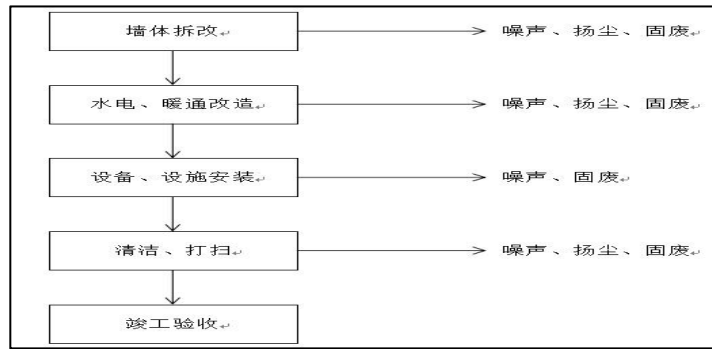 墙体拆改 噪声、扬尘、固废
水电、暖通改造 噪声、扬尘、固废
设备、设施安装 噪声、固废
清洁、打扫 噪声、扬尘、固废
竣工验收